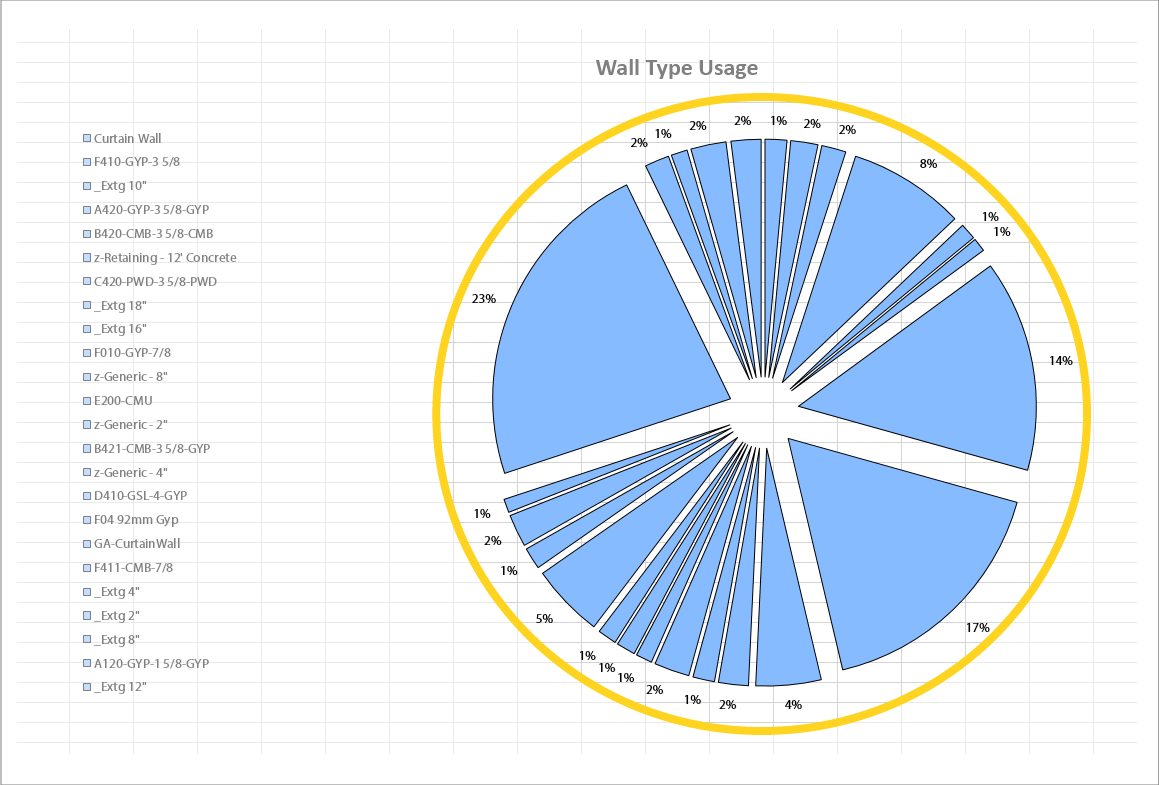 Wall Type Usage
Curtain Wall
F410-GYP-3 5/8
_Extg 10"
A420-GYP-3 5/8-GYP
B420-CMB-3 5/8-CMB
z-Retaining - 12' Concrete
C420-PWD-3 5/8-PWD
_Extg 18"
_Extg 16"
F010-GYP-7/8
z-Generic - 8"
E200-CMU
z-Generic - 2"
B421-CMB-3 5/8-GYP
z-Generic - 4"
D410-GSL-4-GYP
F04 92mm Gyp
GA-CurtainWall
F411-CMB-7/8
_Extg 4"
_Extg 2"
_Extg 8"
A120-GYP-1 5/8-GYP
_Extg 12"
1%
2%
2%
8%
1%
1%
14%
17%
4%
2%
1%
2%
1%
1%
1%
5%
1%
2%
1%
23%
2%
1%
2%
2%